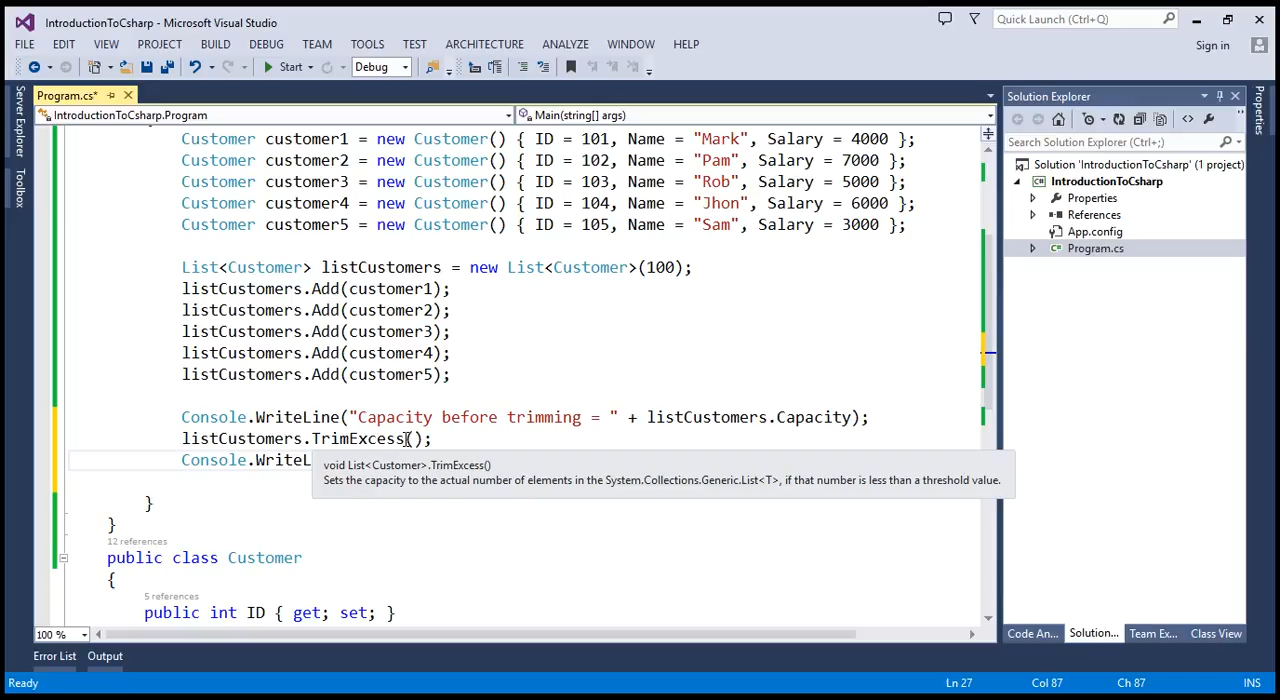 IntroductionToCsharp - Microsoft Visual Studio
Quick Launch (Ctrl+Q)
FILE EDIT VIEW PROJECT BUILD DEBUG TEAM TOOLS TEST ARCHITECTURE ANALYZE WINDOW HELP
Sign in
Start
Debug
Server Explorer
Toolbox
Program.cs*
IntroductionToCsharp.Program
Main(string[] args)
Customer customer1 = new Customer() { ID = 101, Name = "Mark", Salary = 4000 };
Customer customer2 = new Customer() { ID = 102, Name = "Pam", Salary = 7000 };
Customer customer3 = new Customer() { ID = 103, Name = "Rob", Salary = 5000 };
Customer customer4 = new Customer() { ID = 104, Name = "Jhon", Salary = 6000 };
Customer customer5 = new Customer() { ID = 105, Name = "Sam", Salary = 3000 };
List<Customer> listCustomers = new List<Customer>(100);
listCustomers.Add(customer1);
listCustomers.Add(customer2);
listCustomers.Add(customer3);
listCustomers.Add(customer4);
listCustomers.Add(customer5);
Console.WriteLine("Capacity before trimming = " + listCustomers.Capacity);
listCustomers.TrimExcess();
Console.WriteL
void List<Customer>.TrimExcess()
Sets the capacity to the actual number of elements in the System.Collections.Generic.List<T>, if that number is less than a threshold value.
}
}
12 references
public class Customer
{
5 references
public int ID { get; set; }
100 %
Solution Explorer
Search Solution Explorer (Ctrl+;)
Solution 'IntroductionToCsharp' (1 project)
IntroductionToCsharp
Properties
References
App.config
Program.cs
Code An... Solution... Team Ex... Class View
Properties
Error List Output
Ready
Ln 27 Col 87 Ch 87 INS